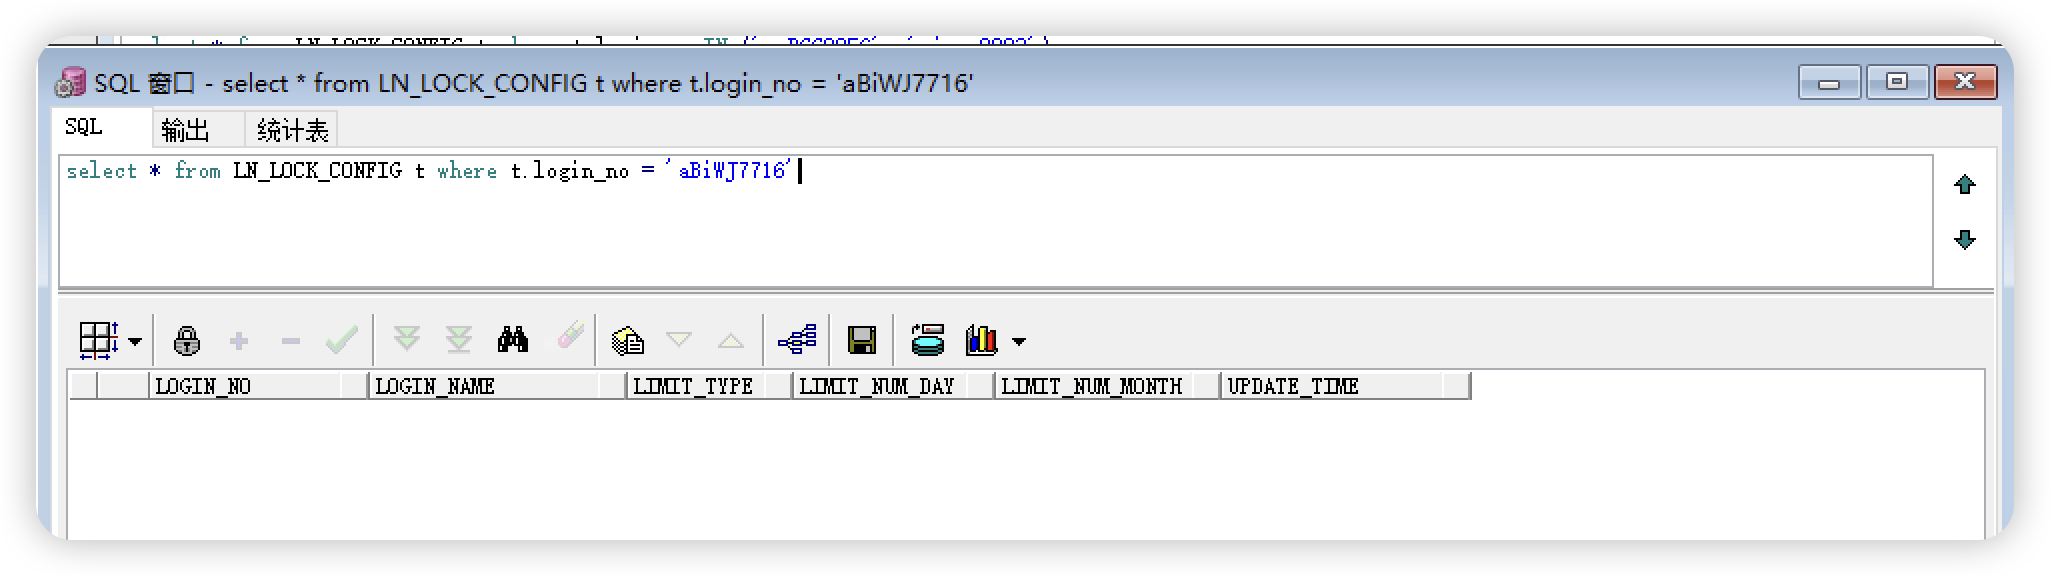 SQL 窗口 - select * from LN_LOCK_CONFIG t where t.login_no = 'aBiWJ7716'
SQL 输出 统计表
select * from LN_LOCK_CONFIG t where t.login_no = 'aBiWJ7716'
LOGIN_NO LOGIN_NAME LIMIT_TYPE LIMIT_NUM_DAY LIMIT_NUM_MONTH UPDATE_TIME